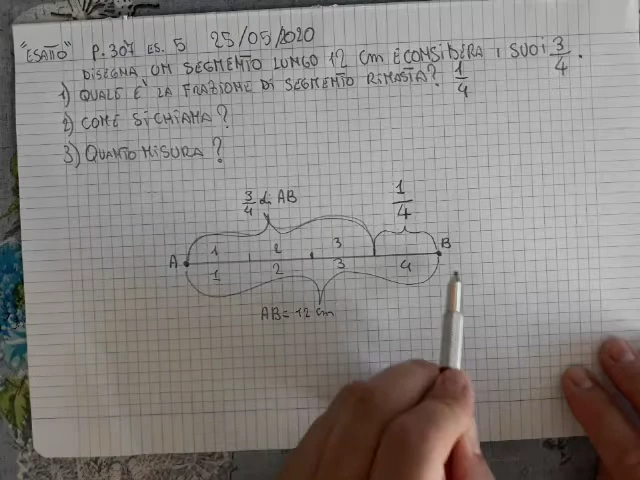 "ESATTO" P. 307 ES. 5 25/05/2020
DISEGNA UM SEGMENTO LUNGO 12 cm E CONSIDERA I SUOI 3/4.
1) QUALE E' LA FRAZIONE DI SEGMENTO RIMASTA? 1/4
2) COME SI CHIAMA?
3) QUANTO MISURA?
3/4 di AB 1/4
A 1 2 3 B
1 2 3 4
AB = 12 cm